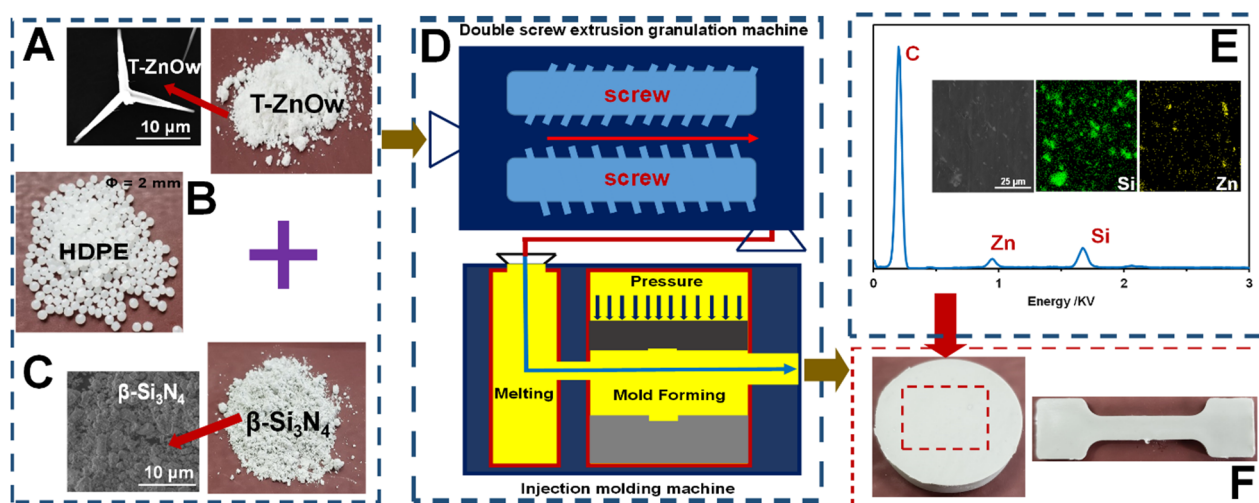 A
T-ZnOw
10 μm
T-ZnOw
Φ = 2 mm
B
HDPE
C
β-Si₃N₄
10 μm
β-Si₃N₄
D
Double screw extrusion granulation machine
screw
screw
Pressure
Melting
Mold Forming
Injection molding machine
E
C
25 μm
Si
Zn
Zn
Si
0
1
2
3
Energy /KV
F